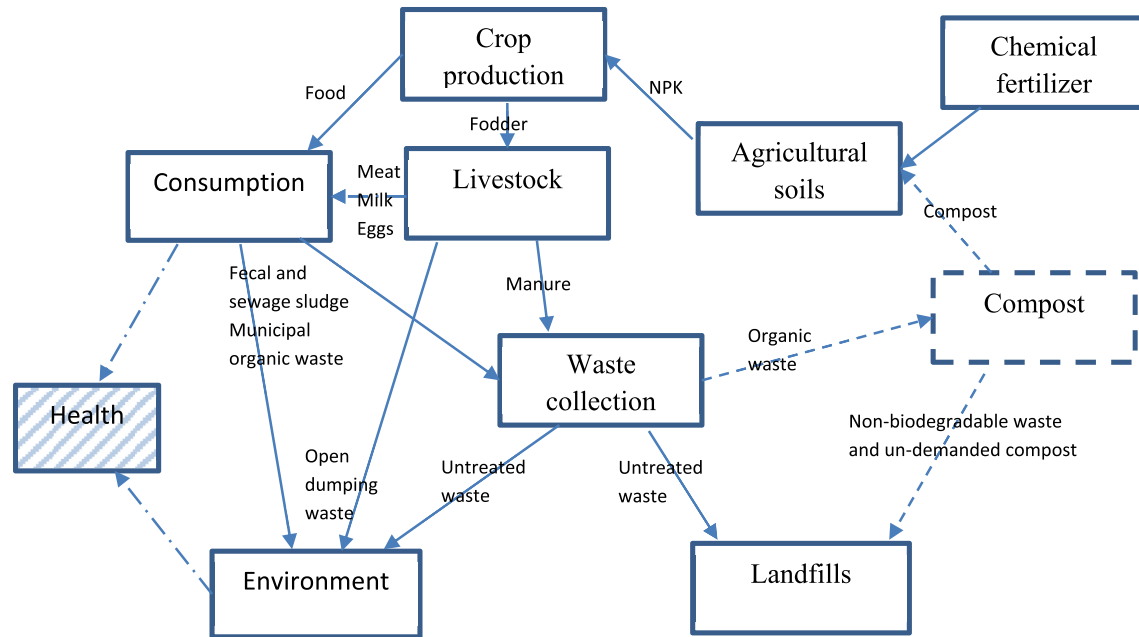 Crop
production
Chemical
fertilizer
Food
NPK
Fodder
Agricultural
soils
Consumption
Meat
Milk
Eggs
Livestock
Compost
Fecal and
sewage sludge
Municipal
organic waste
Manure
Compost
Organic
waste
Waste
collection
Health
Non-biodegradable waste
and un-demanded compost
Open
dumping
waste
Untreated
waste
Untreated
waste
Environment
Landfills